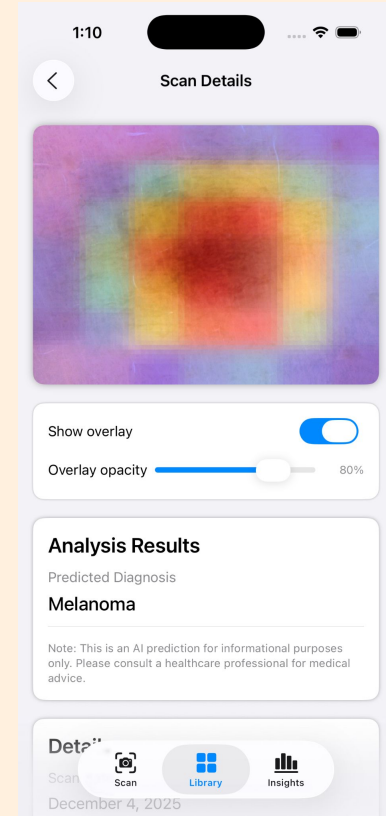 1:10
Scan Details
Show overlay
Overlay opacity 80%
Analysis Results
Predicted Diagnosis
Melanoma
Note: This is an AI prediction for informational purposes
only. Please consult a healthcare professional for medical
advice.
Scan
Library
Insights
December 4, 2025